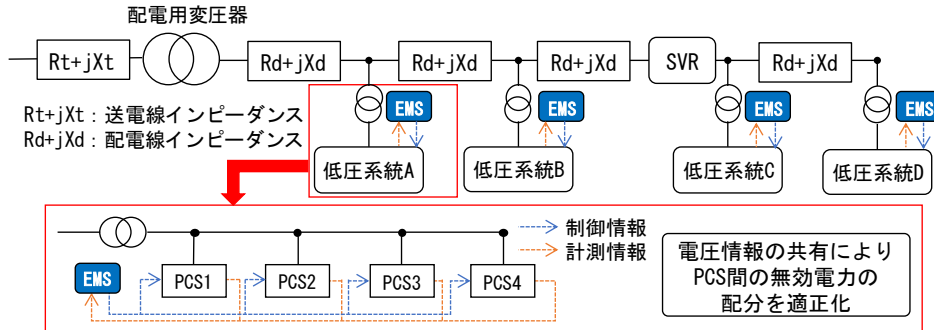 配電用変圧器
Rt+jXt
Rd+jXd
Rd+jXd
Rd+jXd
SVR
Rd+jXd
Rt+jXt：送電線インピーダンス
Rd+jXd：配電線インピーダンス
EMS
EMS
EMS
EMS
低圧系統A
低圧系統B
低圧系統C
低圧系統D
制御情報
計測情報
EMS
PCS1
PCS2
PCS3
PCS4
電圧情報の共有により
PCS間の無効電力の
配分を適正化